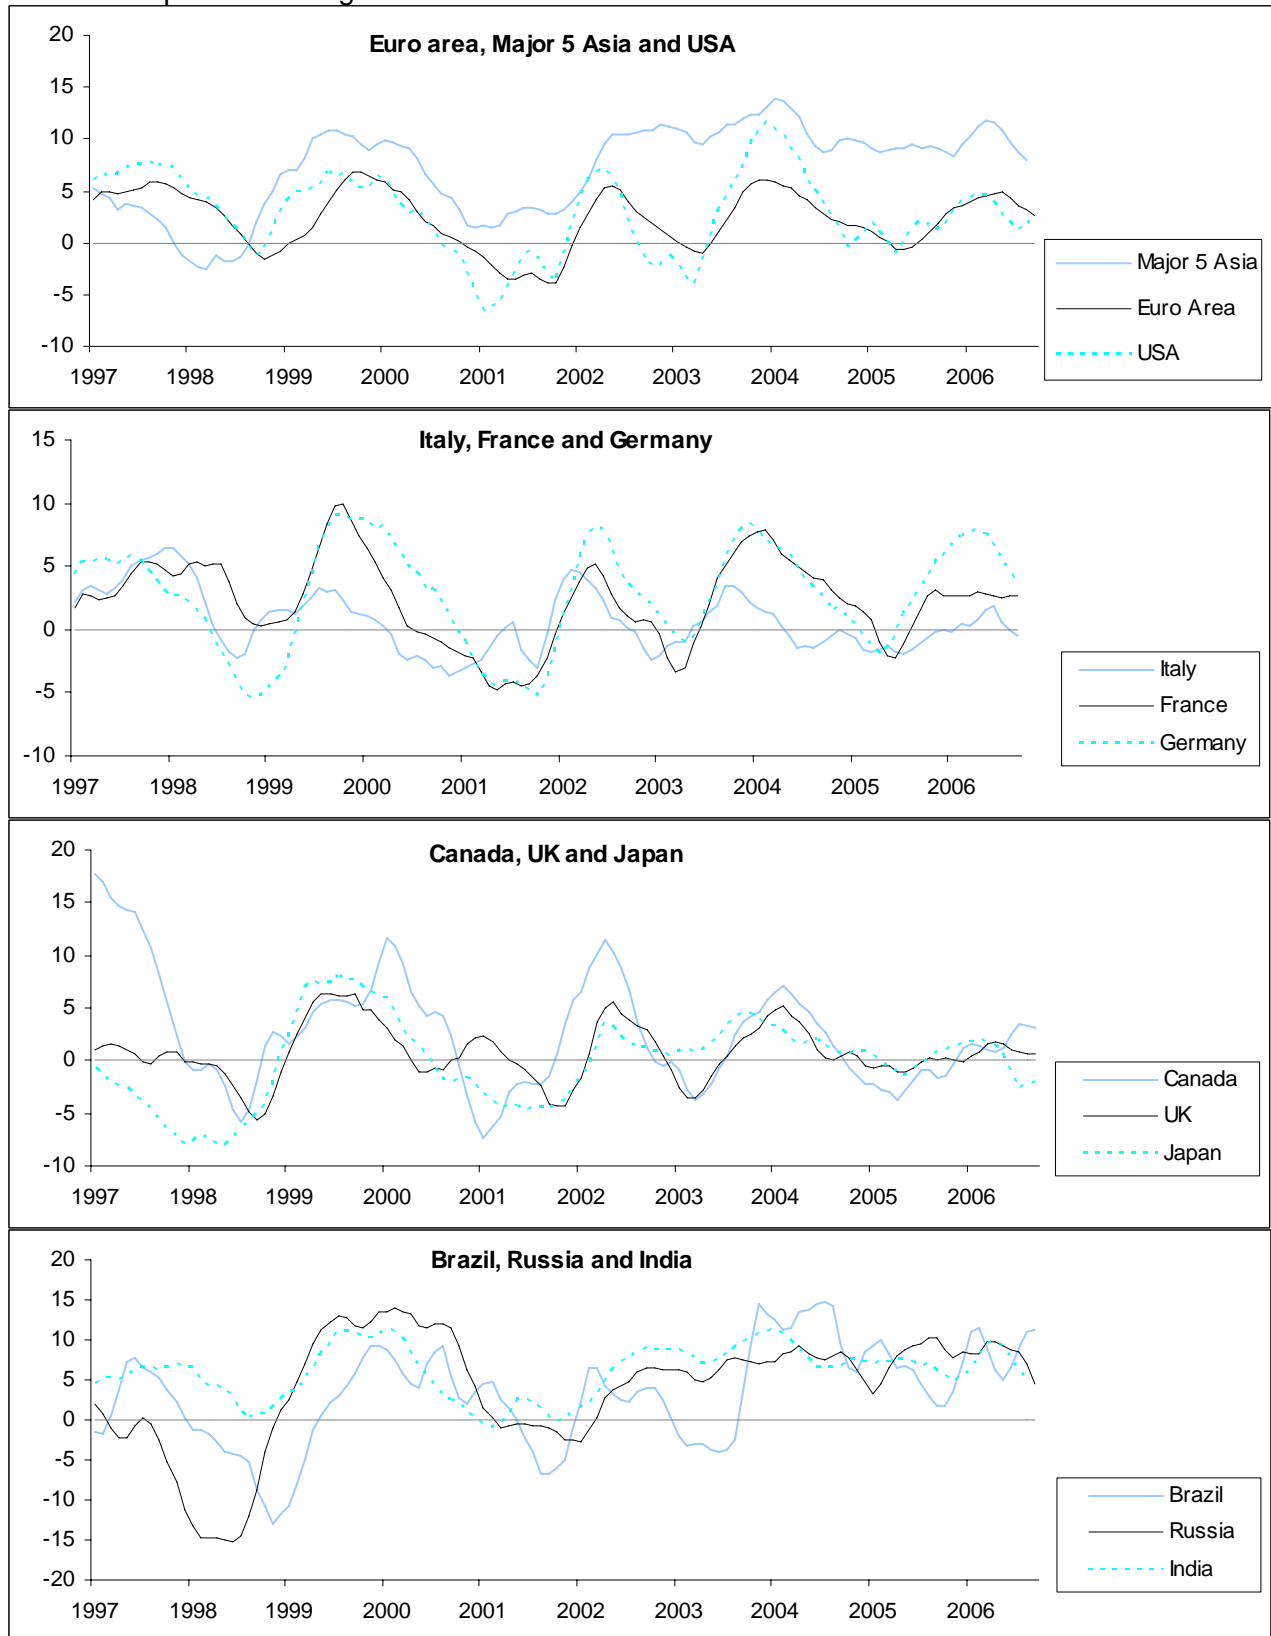 Euro area, Major 5 Asia and USA
20
15
10
5
0
-5
-10
1997 1998 1999 2000 2001 2002 2003 2004 2005 2006
Major 5 Asia
Euro Area
USA
Italy, France and Germany
15
10
5
0
-5
-10
1997 1998 1999 2000 2001 2002 2003 2004 2005 2006
Italy
France
Germany
Canada, UK and Japan
20
15
10
5
0
-5
-10
1997 1998 1999 2000 2001 2002 2003 2004 2005 2006
Canada
UK
Japan
Brazil, Russia and India
20
15
10
5
0
-5
-10
-15
-20
1997 1998 1999 2000 2001 2002 2003 2004 2005 2006
Brazil
Russia
India